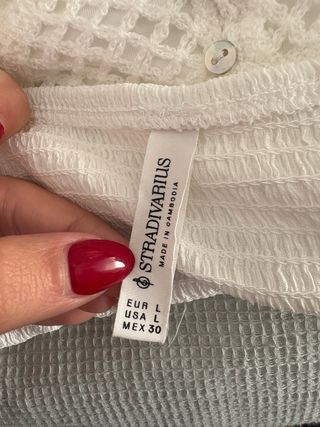 STRADIVARIUS
MADE IN CAMBODIA
EUR L
USA L
MEX 30